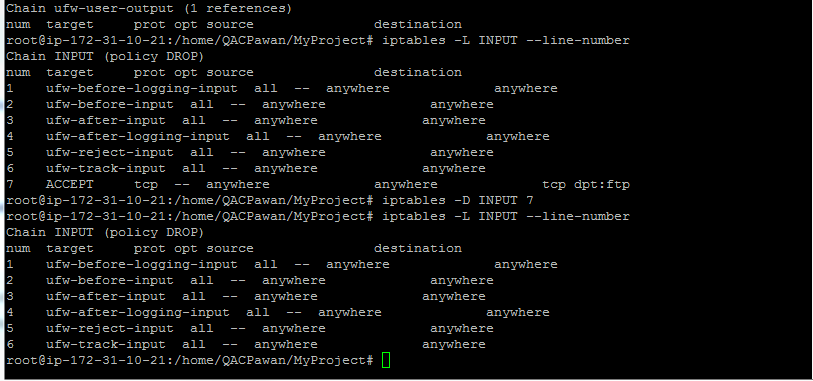 Chain ufw-user-output (1 references)
num  target     prot opt source               destination
root@ip-172-31-10-21:/home/QACPawan/MyProject# iptables -L INPUT --line-number
Chain INPUT (policy DROP)
num  target     prot opt source               destination
1    ufw-before-logging-input  all  --  anywhere             anywhere
2    ufw-before-input  all  --  anywhere             anywhere
3    ufw-after-input  all  --  anywhere             anywhere
4    ufw-after-logging-input  all  --  anywhere             anywhere
5    ufw-reject-input  all  --  anywhere             anywhere
6    ufw-track-input  all  --  anywhere             anywhere
7    ACCEPT     tcp  --  anywhere             anywhere             tcp dpt:ftp
root@ip-172-31-10-21:/home/QACPawan/MyProject# iptables -D INPUT 7
root@ip-172-31-10-21:/home/QACPawan/MyProject# iptables -L INPUT --line-number
Chain INPUT (policy DROP)
num  target     prot opt source               destination
1    ufw-before-logging-input  all  --  anywhere             anywhere
2    ufw-before-input  all  --  anywhere             anywhere
3    ufw-after-input  all  --  anywhere             anywhere
4    ufw-after-logging-input  all  --  anywhere             anywhere
5    ufw-reject-input  all  --  anywhere             anywhere
6    ufw-track-input  all  --  anywhere             anywhere
root@ip-172-31-10-21:/home/QACPawan/MyProject#